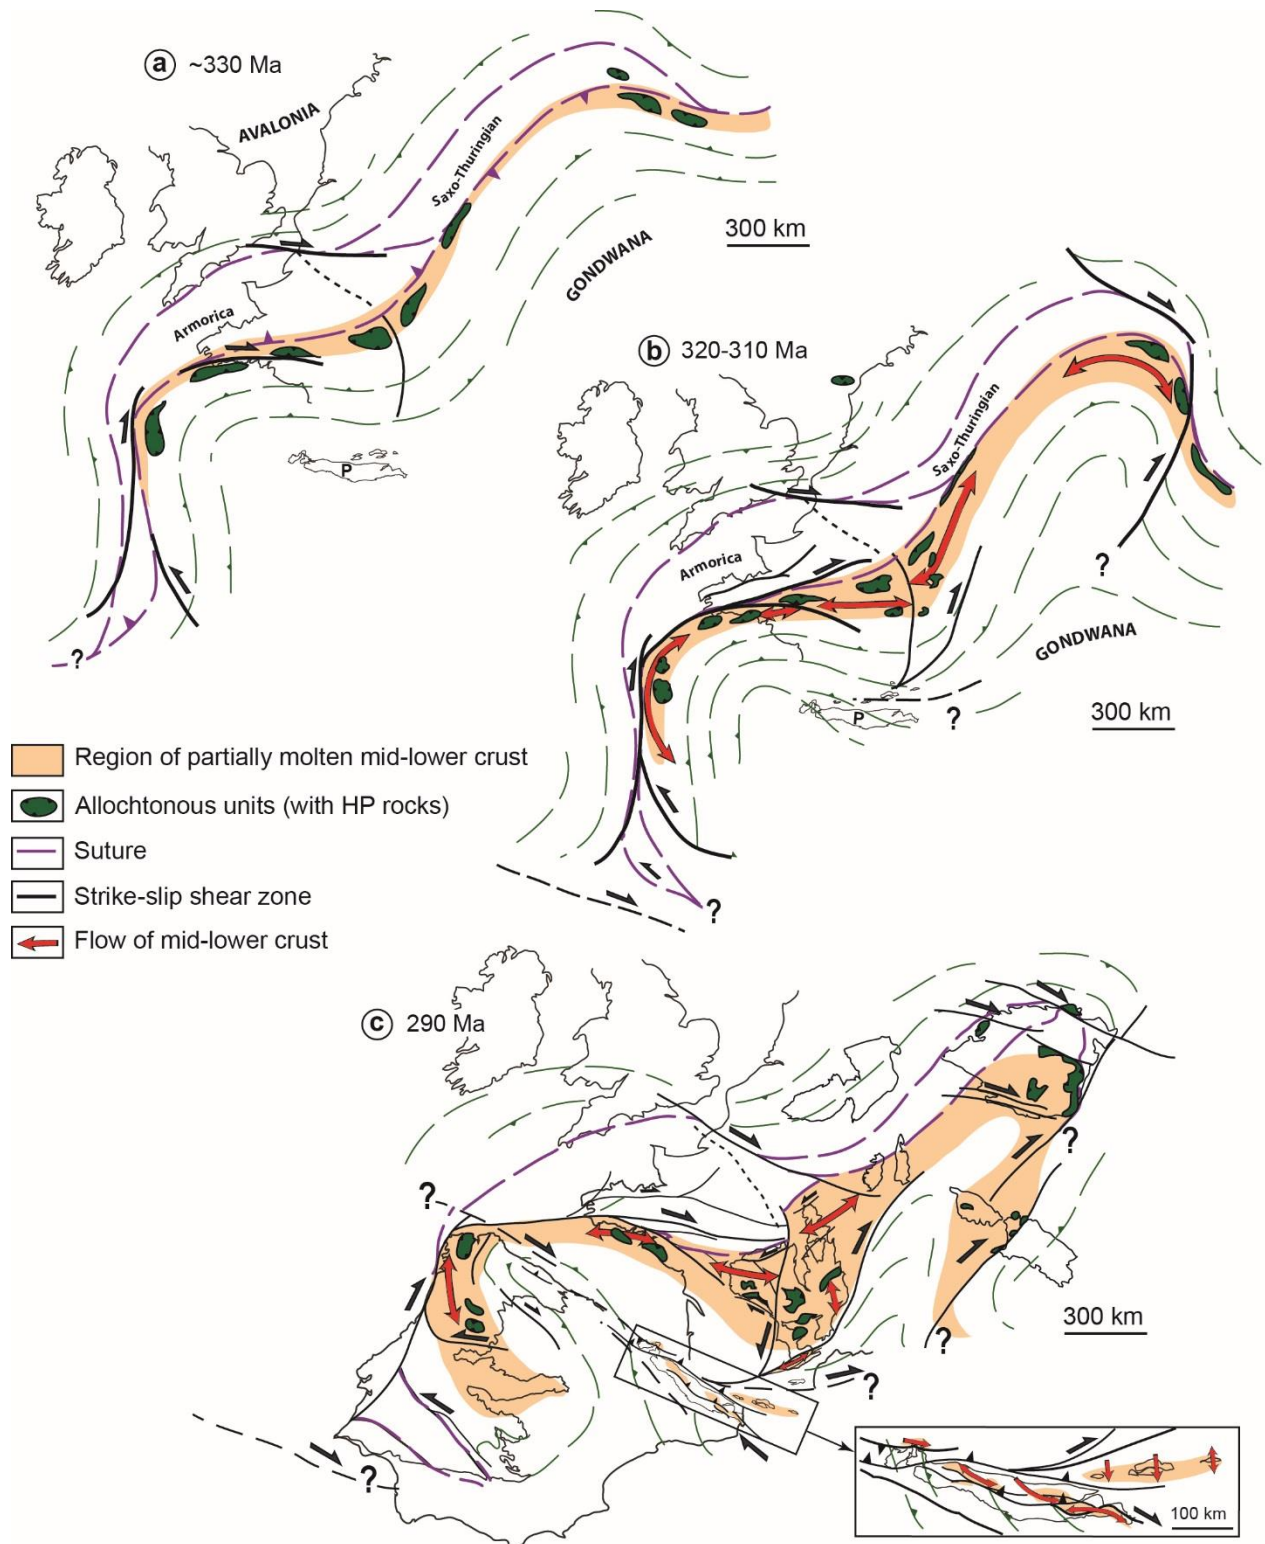 a ~330 Ma
AVALONIA
Saxo-Thuringian
300 km
GONDWANA
Armorica
P
?
b 320-310 Ma
Saxo-Thuringian
Armorica
?
GONDWANA
300 km
P
?
?
Region of partially molten mid-lower crust
Allochtonous units (with HP rocks)
Suture
Strike-slip shear zone
Flow of mid-lower crust
c 290 Ma
?
?
300 km
?
?
?
100 km